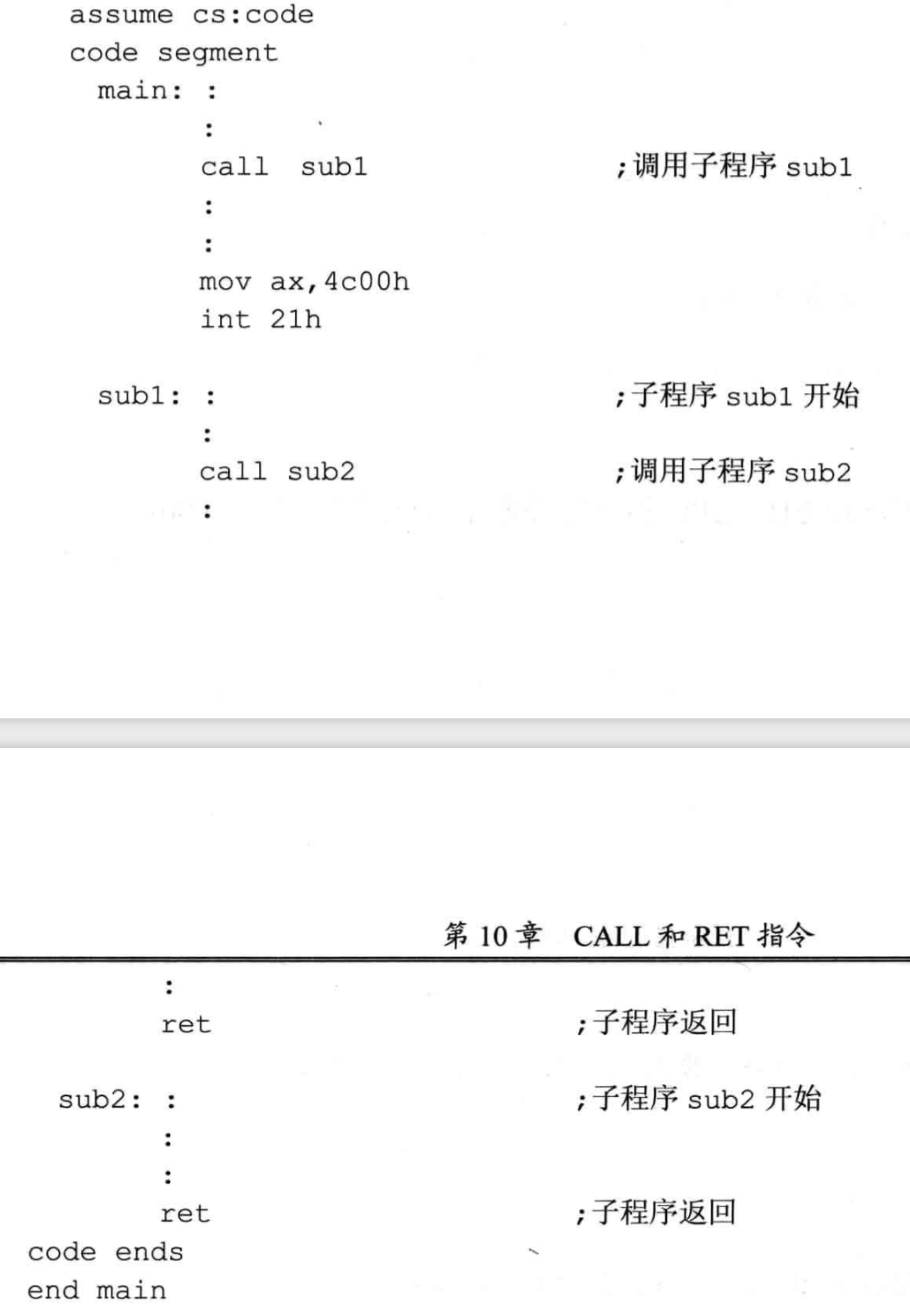 assume cs:code
code segment
main: :
:
call sub1 ;调用子程序 sub1
:
:
mov ax,4c00h
int 21h
sub1: : ;子程序 sub1 开始
:
call sub2 ;调用子程序 sub2
:
第 10 章 CALL 和 RET 指令
:
ret ;子程序返回
sub2: : ;子程序 sub2 开始
:
:
ret ;子程序返回
code ends
end main